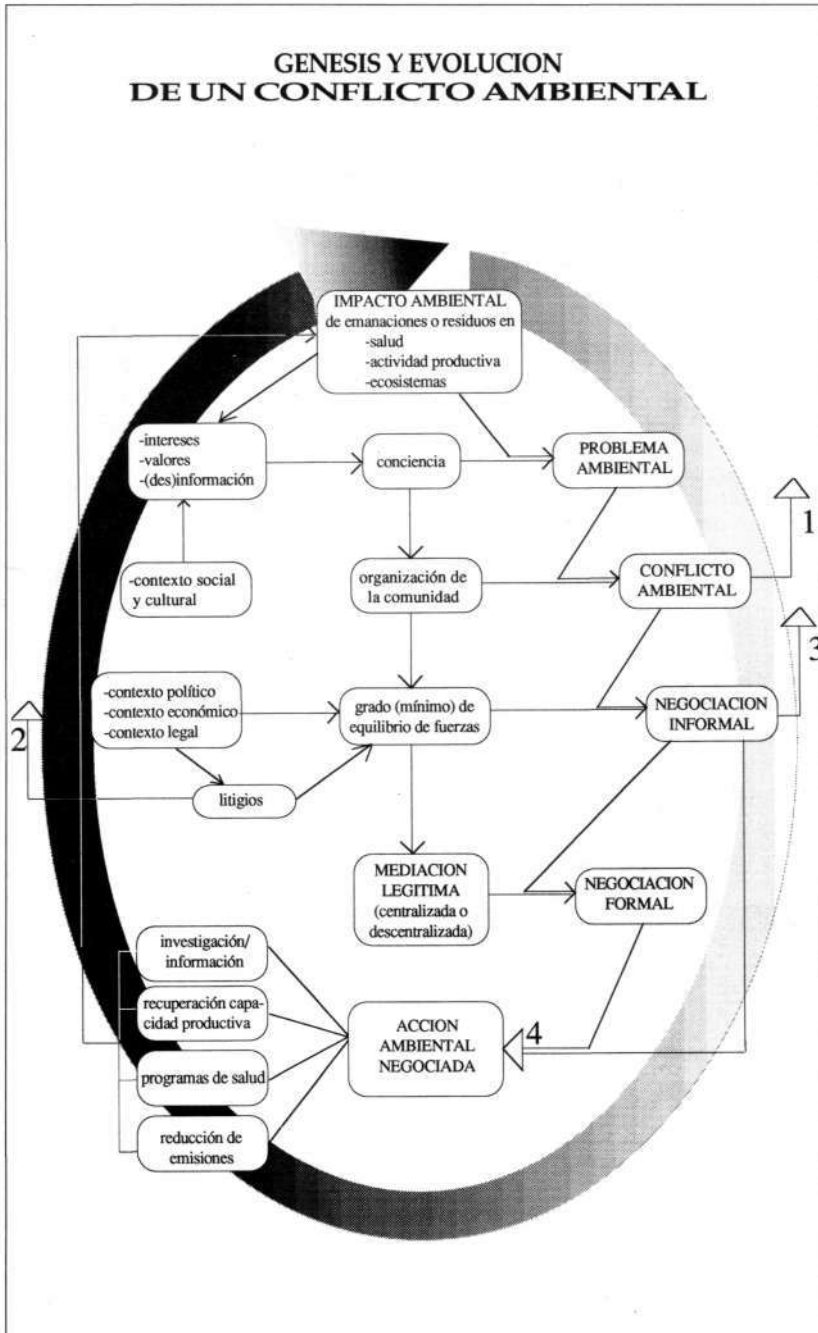 GENESIS Y EVOLUCION
DE UN CONFLICTO AMBIENTAL
IMPACTO AMBIENTAL
de emanaciones o residuos en
-salud
-actividad productiva
-ecosistemas
-intereses
-valores
-(des)información
conciencia
PROBLEMA
AMBIENTAL
1
-contexto social
y cultural
organización de
la comunidad
CONFLICTO
AMBIENTAL
3
-contexto político
-contexto económico
-contexto legal
grado (mínimo) de
equilibrio de fuerzas
NEGOCIACION
INFORMAL
2
litigios
MEDIACION
LEGITIMA
(centralizada o
descentralizada)
NEGOCIACION
FORMAL
investigación/
información
recuperación capa-
cidad productiva
programas de salud
reducción de
emisiones
ACCION
AMBIENTAL
NEGOCIADA
4